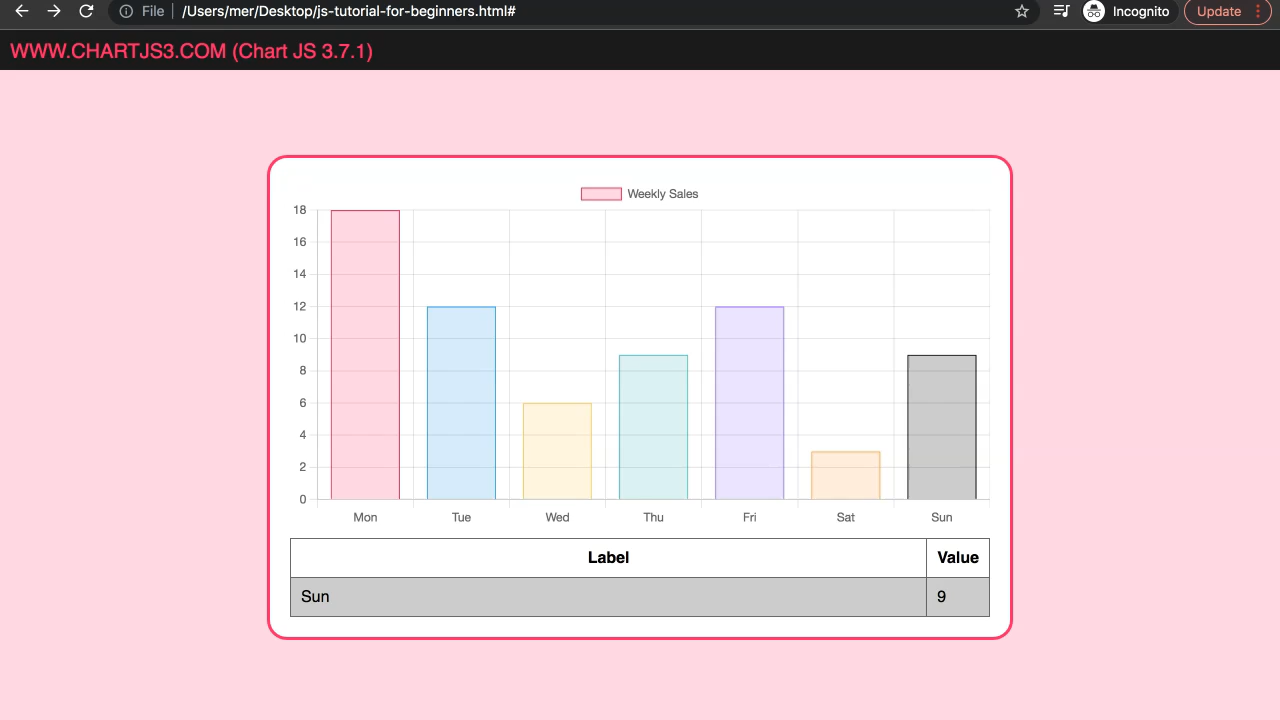 File /Users/mer/Desktop/js-tutorial-for-beginners.html# Incognito Update
WWW.CHARTJS3.COM (Chart JS 3.7.1)
Weekly Sales
18
16
14
12
10
8
6
4
2
0
Mon Tue Wed Thu Fri Sat Sun
Label Value
Sun 9